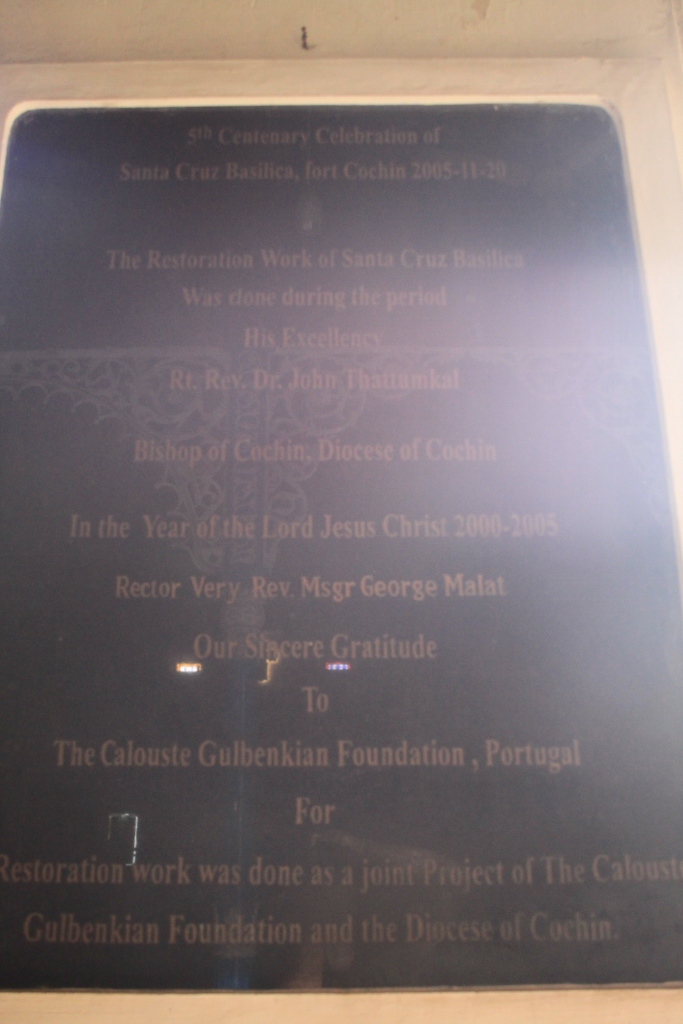 5th Centenary Celebration of
Santa Cruz Basilica, fort Cochin 2005-11-20
The Restoration Work of Santa Cruz Basilica
Was done during the period
His Excellency
Rt. Rev. Dr. John Thattumkal
Bishop of Cochin, Diocese of Cochin
In the Year of the Lord Jesus Christ 2000-2005
Rector Very Rev. Msgr George Malat
Our Sincere Gratitude
To
The Calouste Gulbenkian Foundation , Portugal
For
Restoration work was done as a joint Project of The Calouste
Gulbenkian Foundation and the Diocese of Cochin.